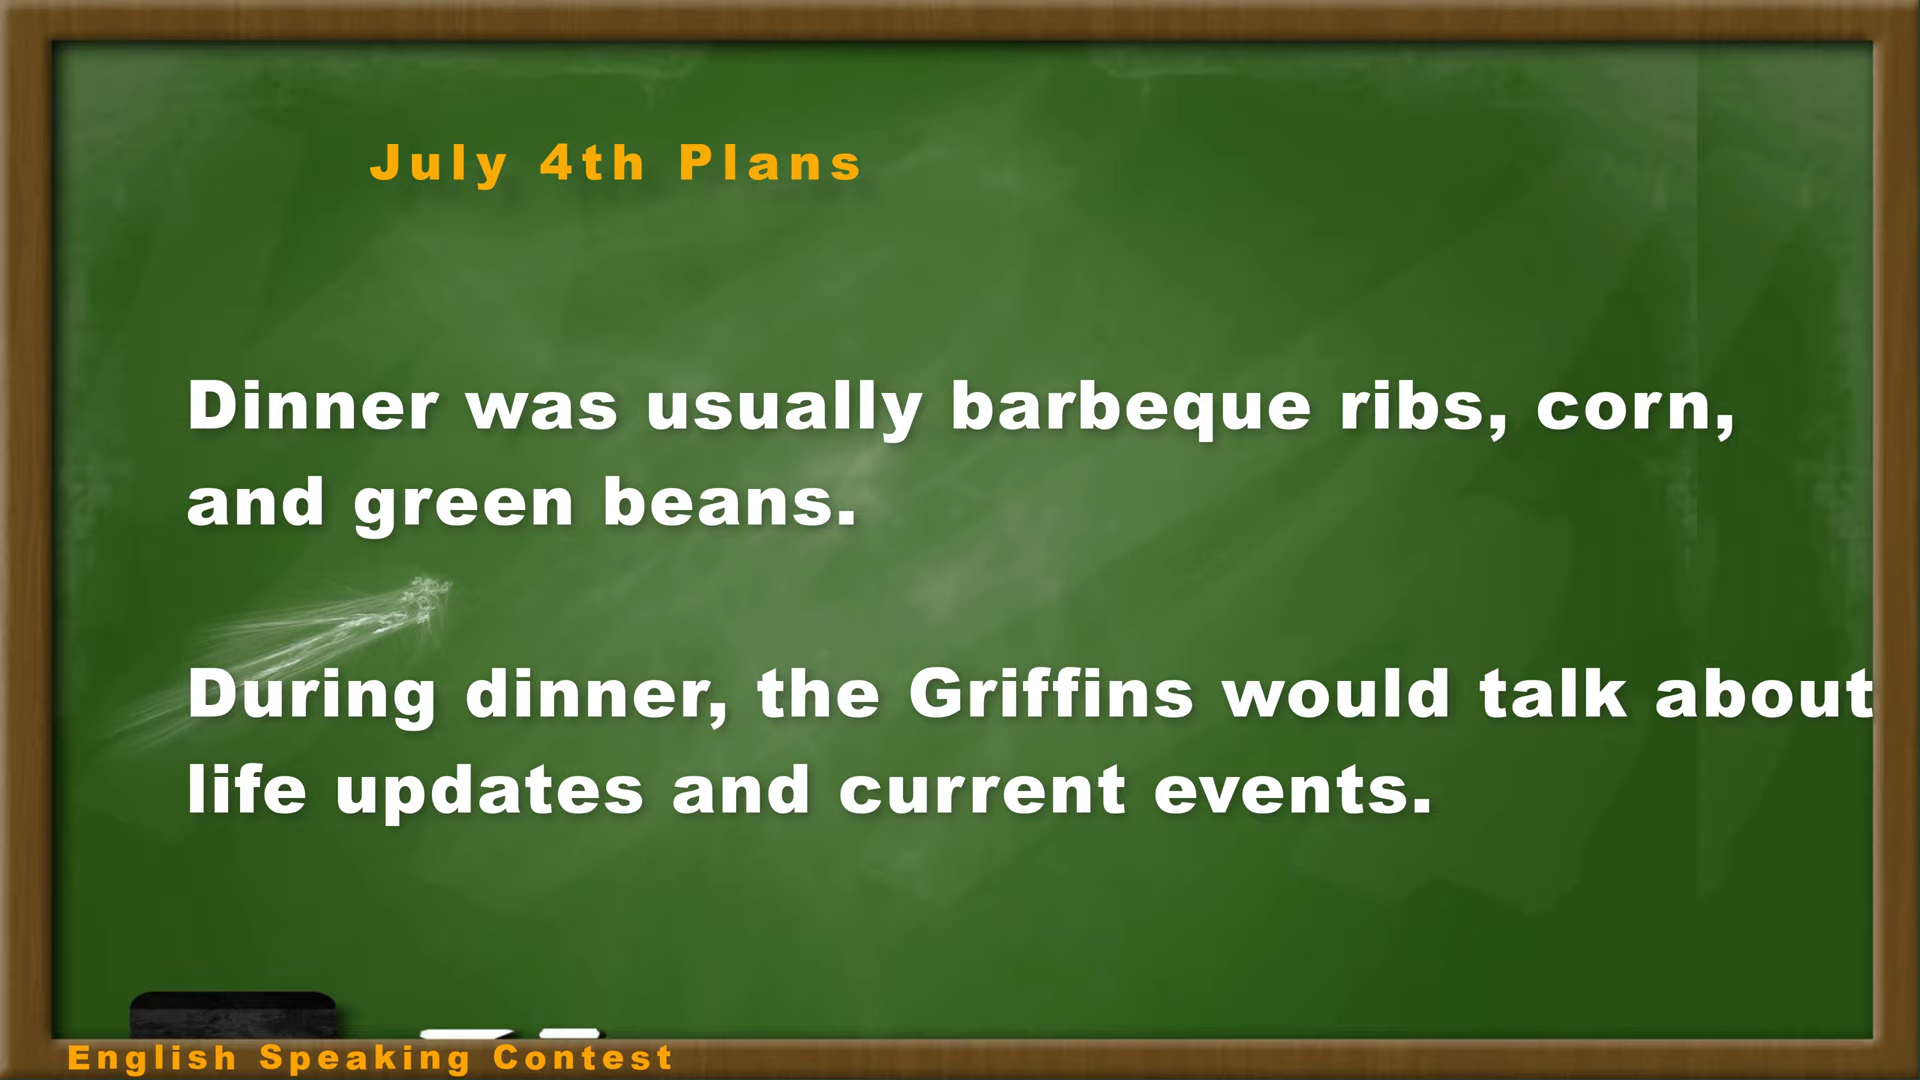 July 4th Plans
Dinner was usually barbeque ribs, corn,
and green beans.
During dinner, the Griffins would talk about
life updates and current events.
English Speaking Contest